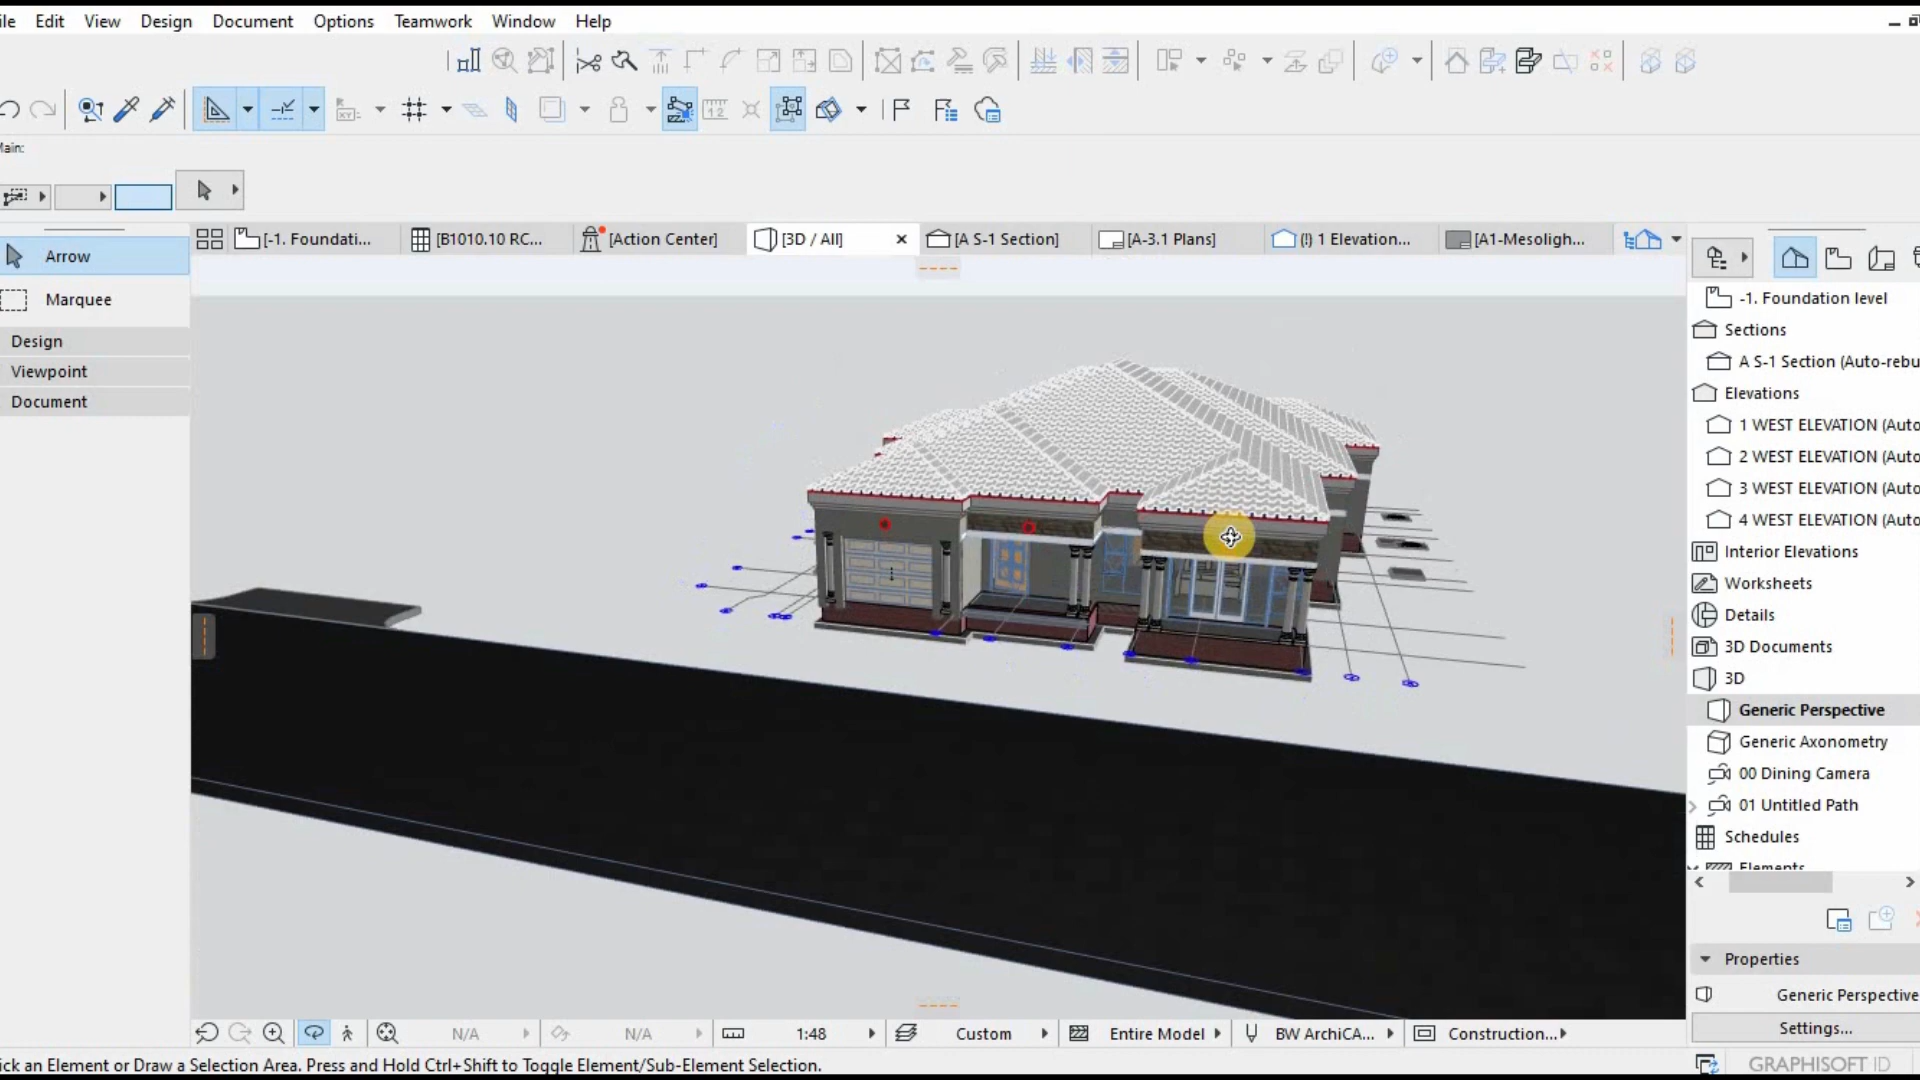 ile Edit View Design Document Options Teamwork Window Help
Main:
[-1. Foundati... [B1010.10 RC... [Action Center] [3D / All] [A S-1 Section] [A-3.1 Plans] (!) 1 Elevation... [A1-Mesoligh...
Arrow
Marquee
Design
Viewpoint
Document
-1. Foundation level
Sections
A S-1 Section (Auto-rebu
Elevations
1 WEST ELEVATION (Auto
2 WEST ELEVATION (Auto
3 WEST ELEVATION (Auto
4 WEST ELEVATION (Auto
Interior Elevations
Worksheets
Details
3D Documents
3D
Generic Perspective
Generic Axonometry
00 Dining Camera
01 Untitled Path
Schedules
Elements
Properties
Generic Perspective
Settings...
N/A N/A 1:48 Custom Entire Model BW ArchiCA... Construction...
ick an Element or Draw a Selection Area. Press and Hold Ctrl+Shift to Toggle Element/Sub-Element Selection.
GRAPHISOFT ID